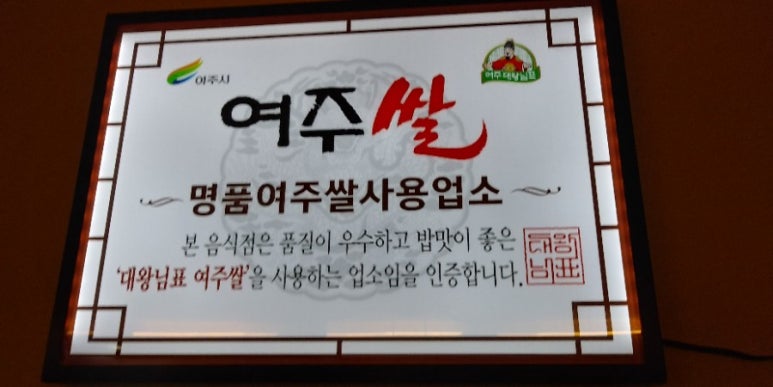 여주시
여주 대왕님표
여주쌀
명품여주쌀사용업소
본 음식점은 품질이 우수하고 밥맛이 좋은
'대왕님표 여주쌀'을 사용하는 업소임을 인증합니다.
대왕님표